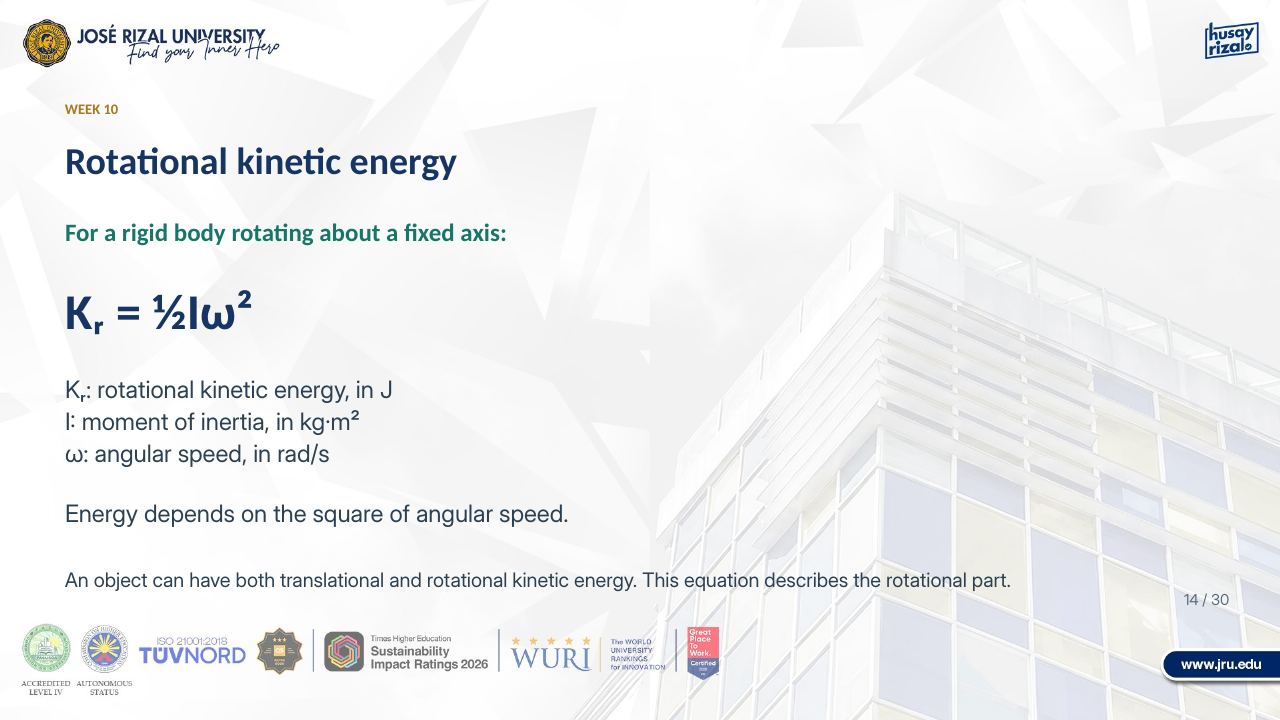 JOSÉ RIZAL UNIVERSITY
Find your Inner Hero
husay
rizal
WEEK 10
Rotational kinetic energy
For a rigid body rotating about a fixed axis:
Kᵣ = ½Iω²
Kᵣ: rotational kinetic energy, in J
I: moment of inertia, in kg·m²
ω: angular speed, in rad/s
Energy depends on the square of angular speed.
An object can have both translational and rotational kinetic energy. This equation describes the rotational part.
14 / 30
ACCREDITED
LEVEL IV
AUTONOMOUS
STATUS
ISO 21001:2018
TÜVNORD
Times Higher Education
Sustainability
Impact Ratings 2026
WURI
The WORLD
UNIVERSITY
RANKINGS
for INNOVATION
Great
Place
To
Work.
Certified
www.jru.edu